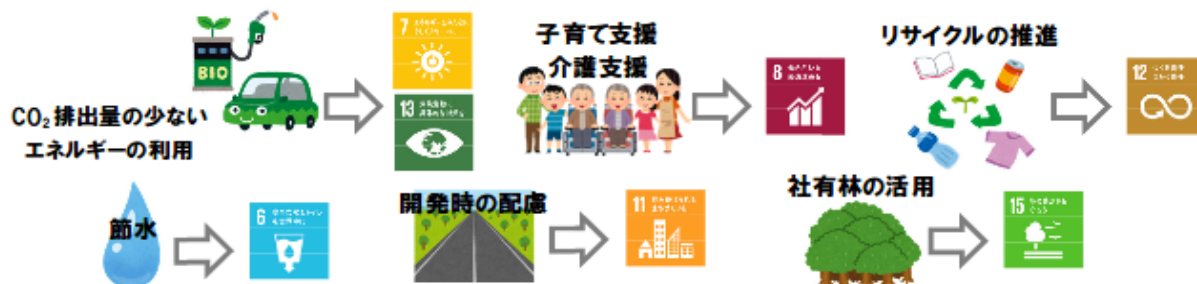 BIO
CO₂排出量の少ない
エネルギーの利用
7
13
子育て支援
介護支援
8
リサイクルの推進
12
節水
6
開発時の配慮
11
社有林の活用
15